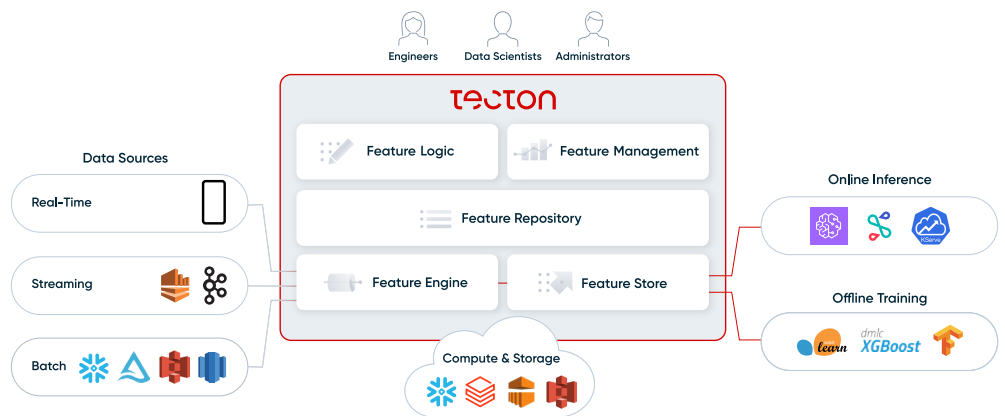 Engineers
Data Scientists
Administrators
tecton
Feature Logic
Feature Management
Feature Repository
Feature Engine
Feature Store
Data Sources
Real-Time
Streaming
Batch
Compute & Storage
Online Inference
KServe
Offline Training
learn
dmlc
XGBoost